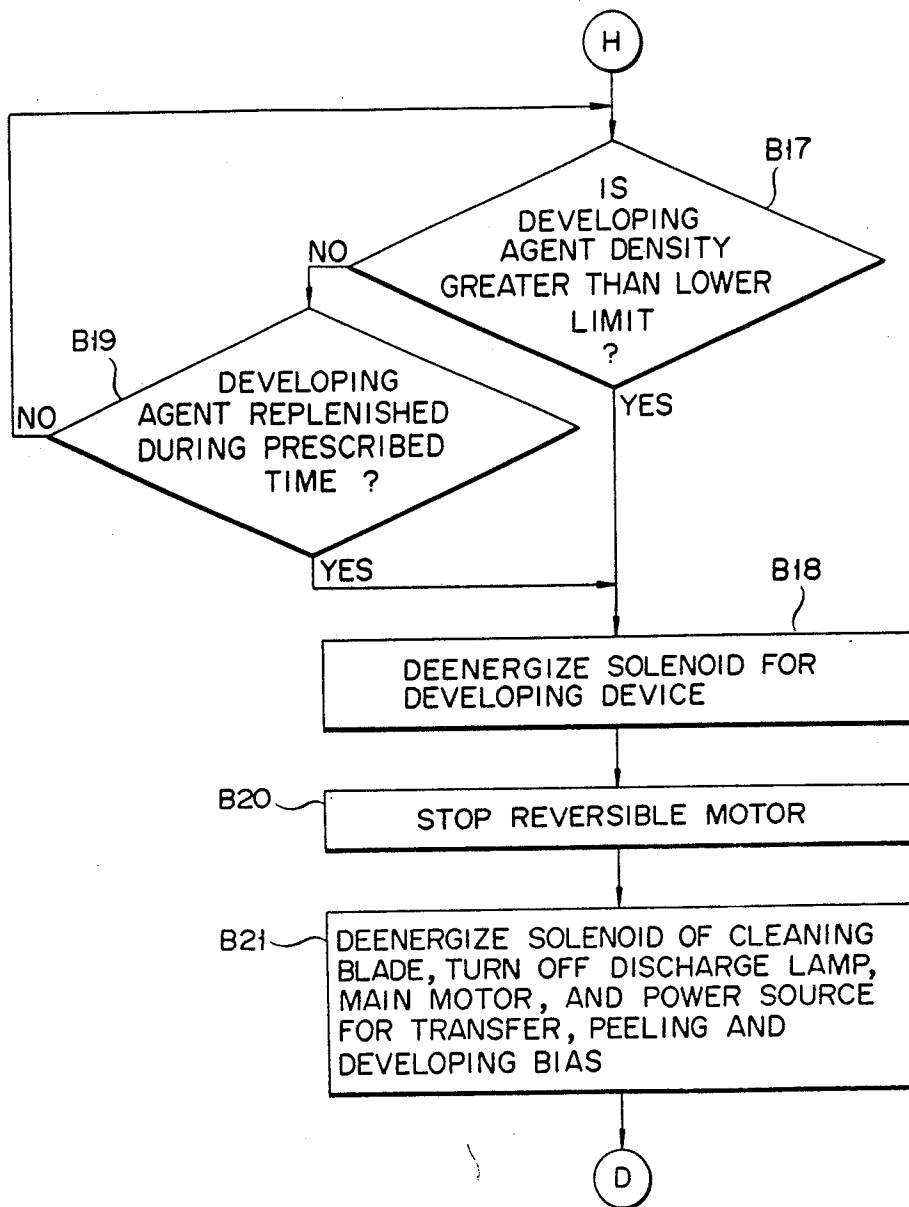 H
B17
IS
DEVELOPING
AGENT DENSITY
GREATER THAN LOWER
LIMIT
?
NO
YES
B19
DEVELOPING
AGENT REPLENISHED
DURING PRESCRIBED
TIME ?
NO
YES
B18
DEENERGIZE SOLENOID FOR
DEVELOPING DEVICE
B20
STOP REVERSIBLE MOTOR
B21
DEENERGIZE SOLENOID OF CLEANING
BLADE, TURN OFF DISCHARGE LAMP,
MAIN MOTOR, AND POWER SOURCE
FOR TRANSFER, PEELING AND
DEVELOPING BIAS
D